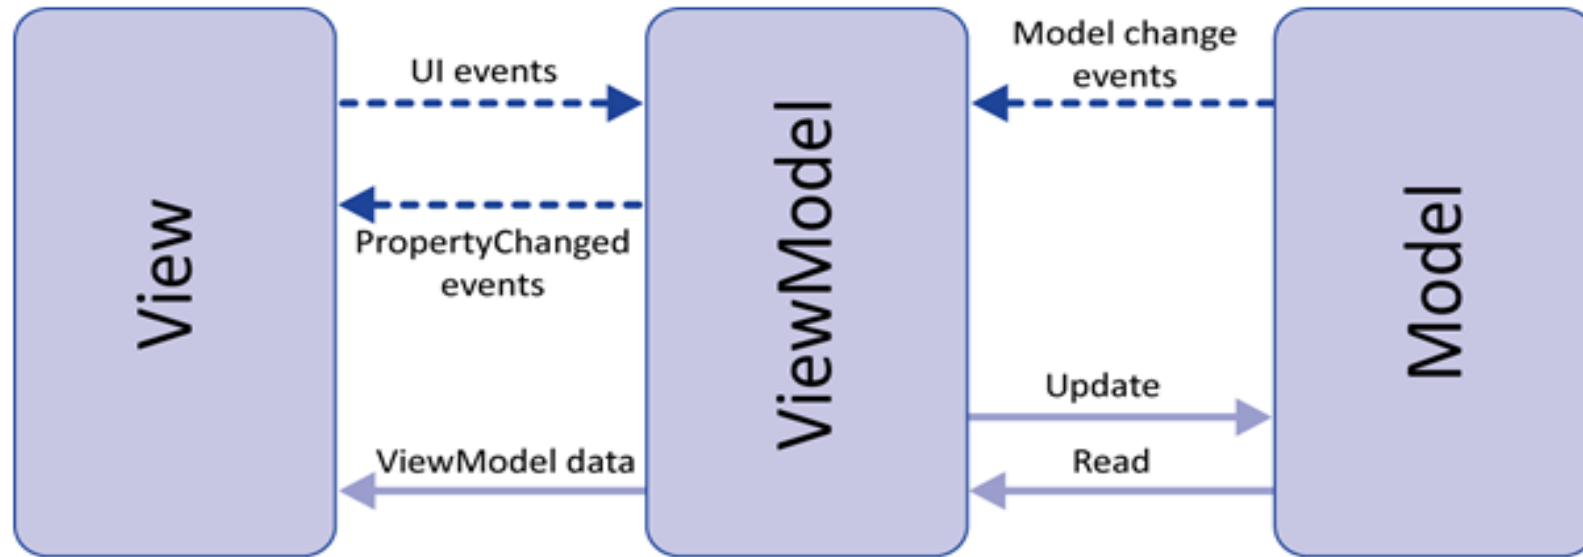 View
UI events
PropertyChanged
events
ViewModel data
ViewModel
Model change
events
Update
Read
Model